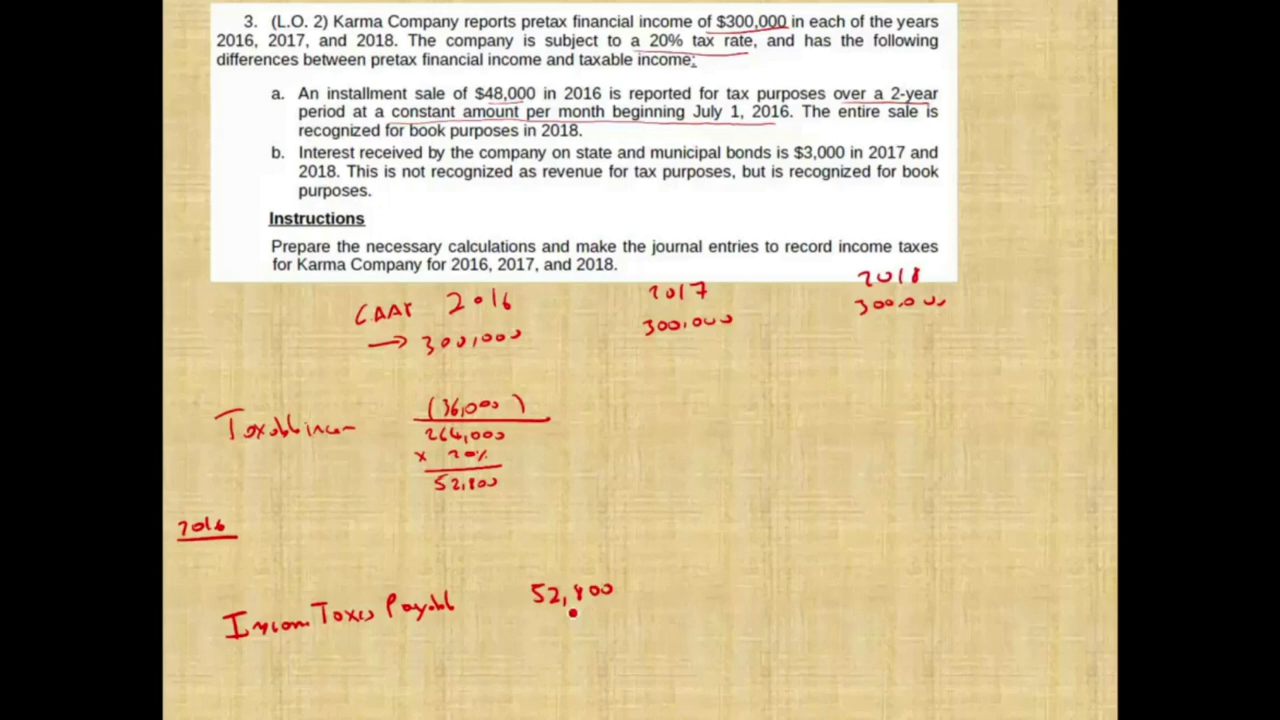 3. (L.O. 2) Karma Company reports pretax financial income of $300,000 in each of the years
2016, 2017, and 2018. The company is subject to a 20% tax rate, and has the following
differences between pretax financial income and taxable income:
a. An installment sale of $48,000 in 2016 is reported for tax purposes over a 2-year
period at a constant amount per month beginning July 1, 2016. The entire sale is
recognized for book purposes in 2018.
b. Interest received by the company on state and municipal bonds is $3,000 in 2017 and
2018. This is not recognized as revenue for tax purposes, but is recognized for book
purposes.
Instructions
Prepare the necessary calculations and make the journal entries to record income taxes
for Karma Company for 2016, 2017, and 2018.
GAAP 2016 2017 2018
→ 300,000 300,000 300,000
(36,000)
Taxable incom 264,000
x 20%
52,800
2016
Income Taxes Payable 52,800